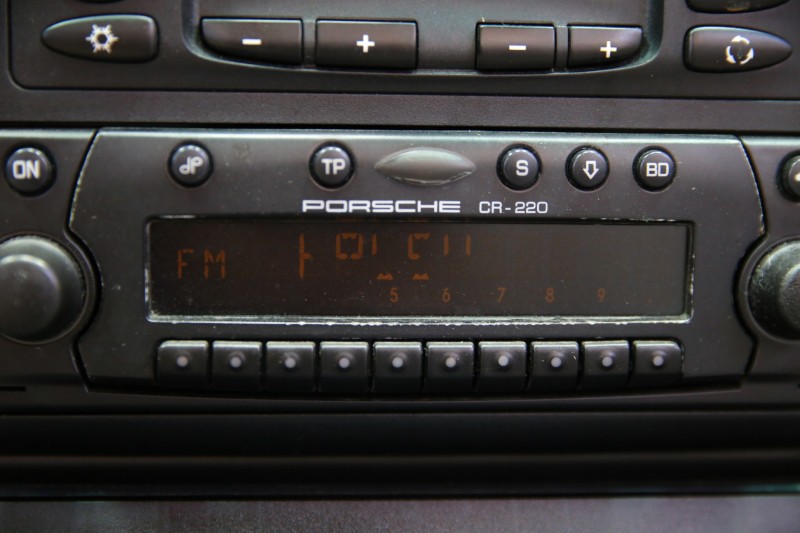 - + - +
ON TP S BD
PORSCHE CR-220
FM
5 6 7 8 9